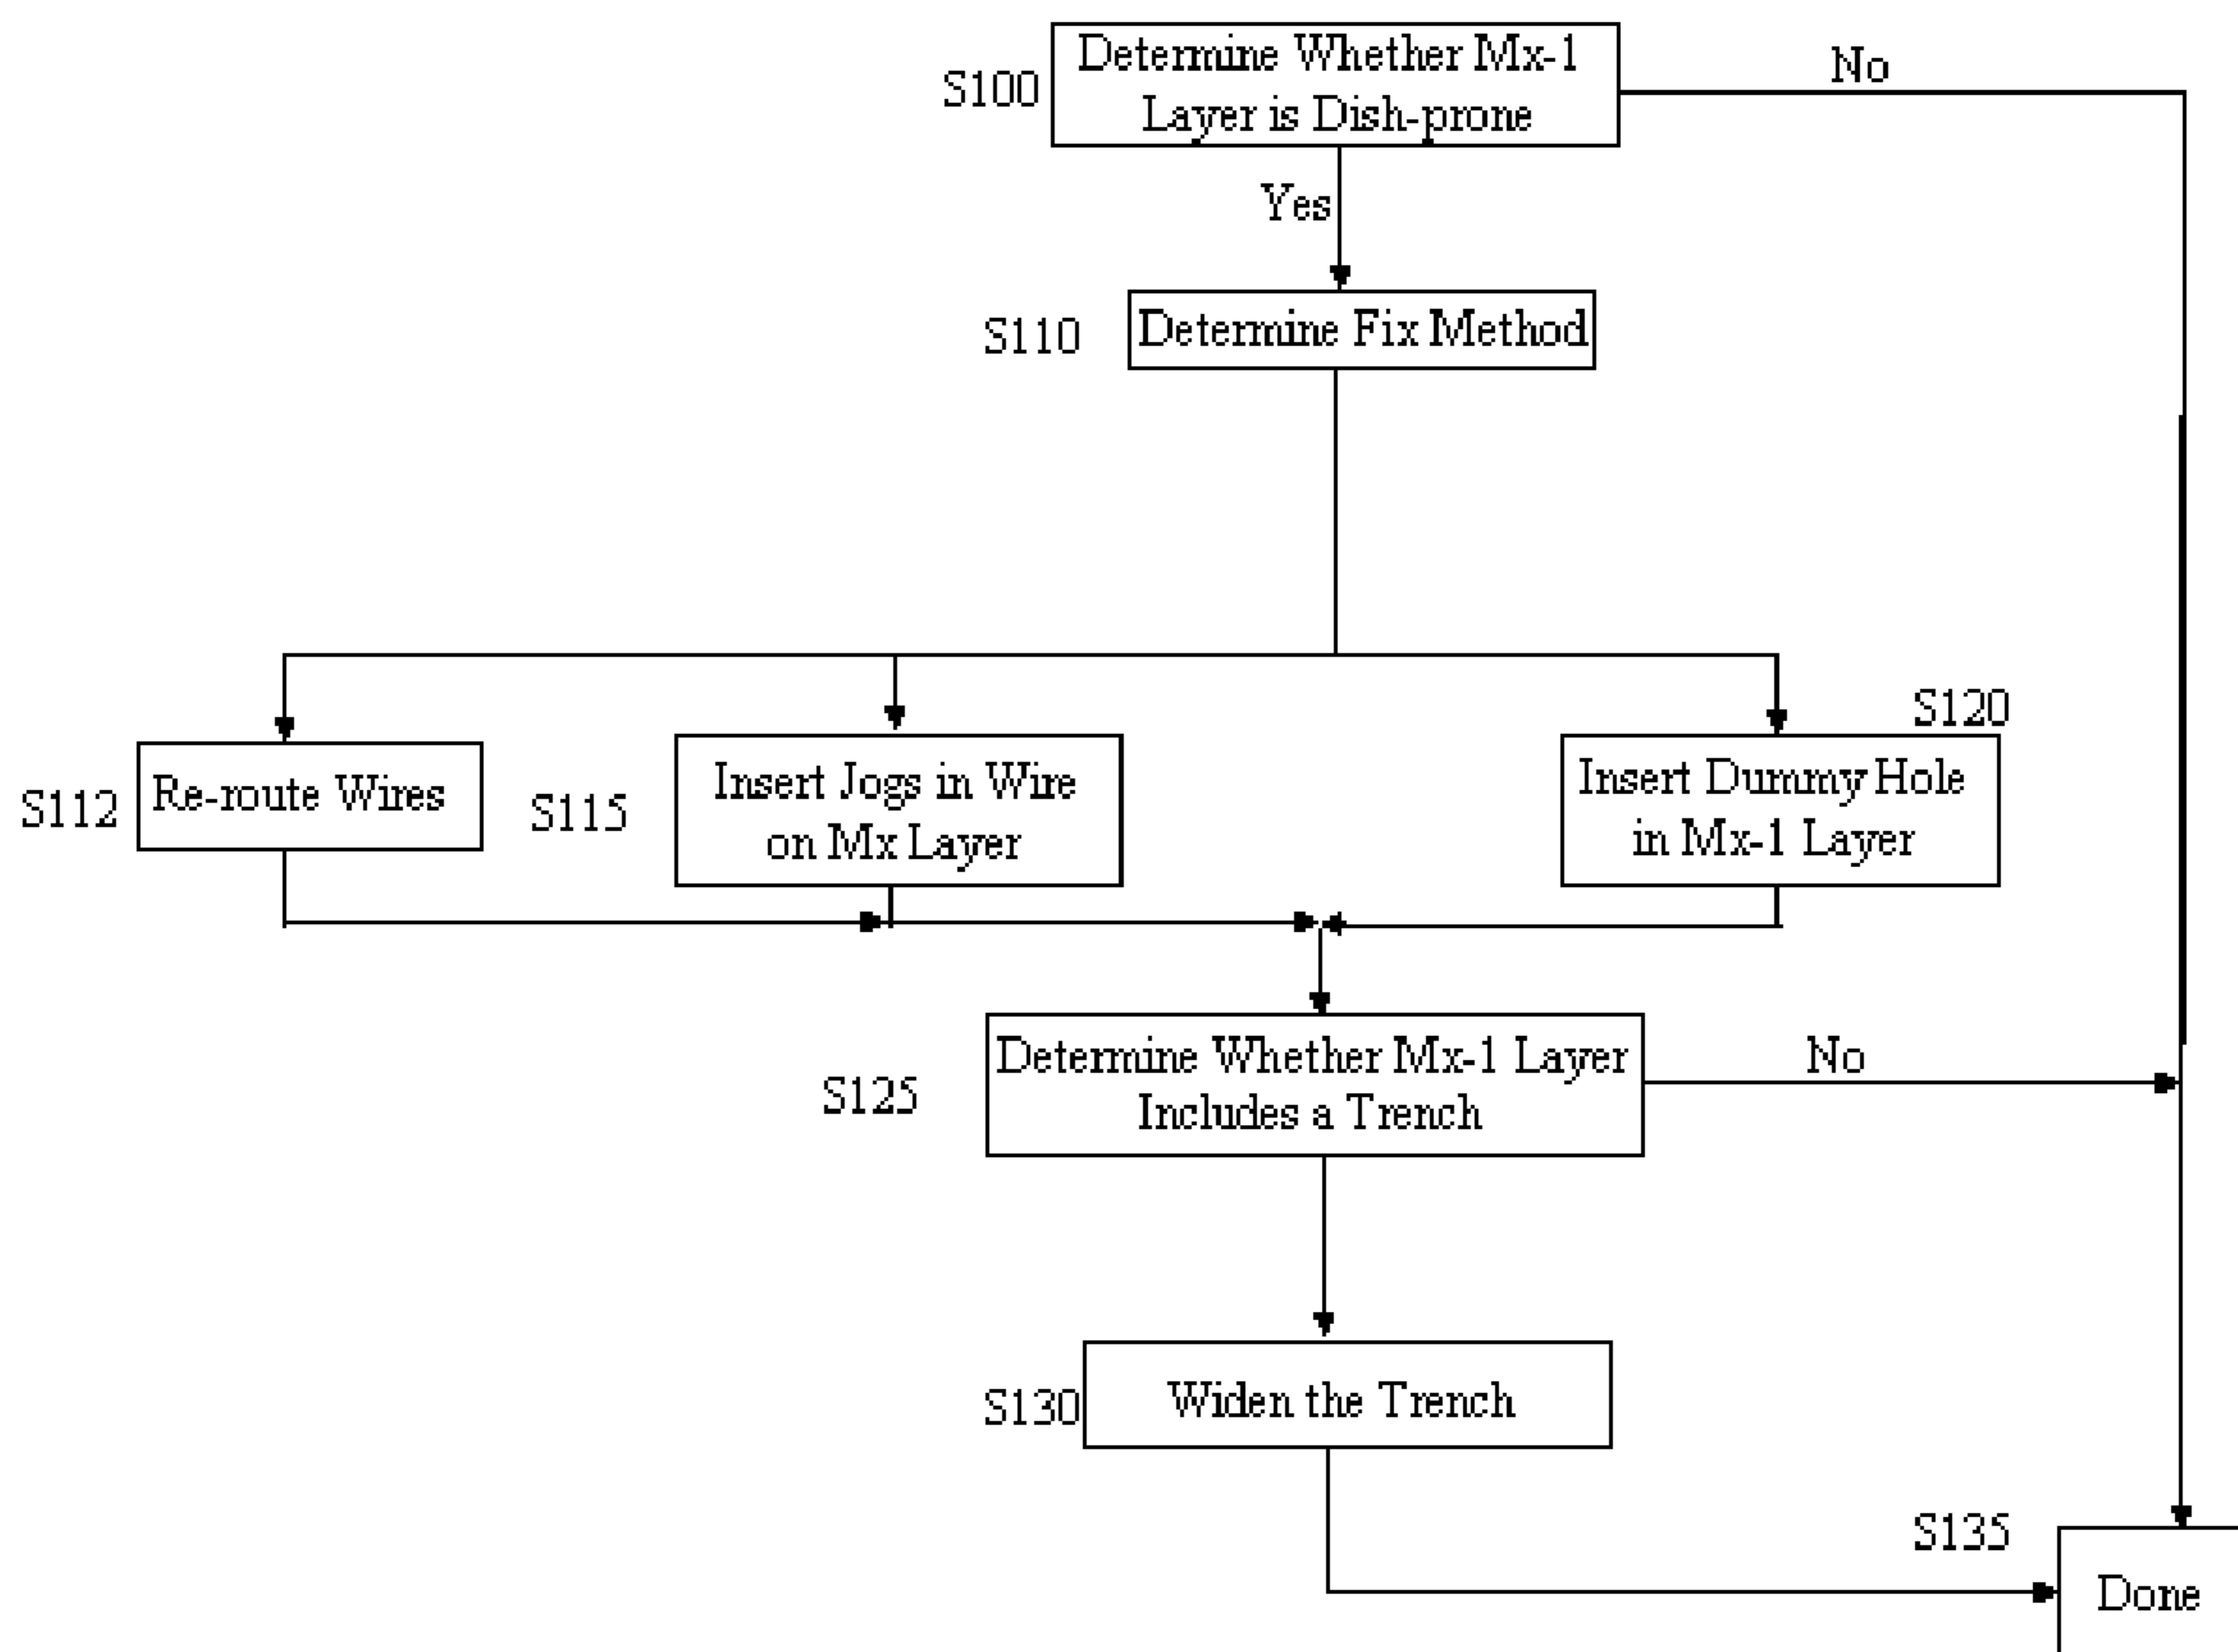 Determine Whether Mx-1
Layer is Dish-prone
S100
No
Yes
S110
Determine Fix Method
S120
S112
Re-route Wires
S115
Insert Jogs in Wire
on Mx Layer
Insert Dummy Hole
in Mx-1 Layer
S125
Determine Whether Mx-1 Layer
Includes a Trench
No
S130
Widen the Trench
S135
Done